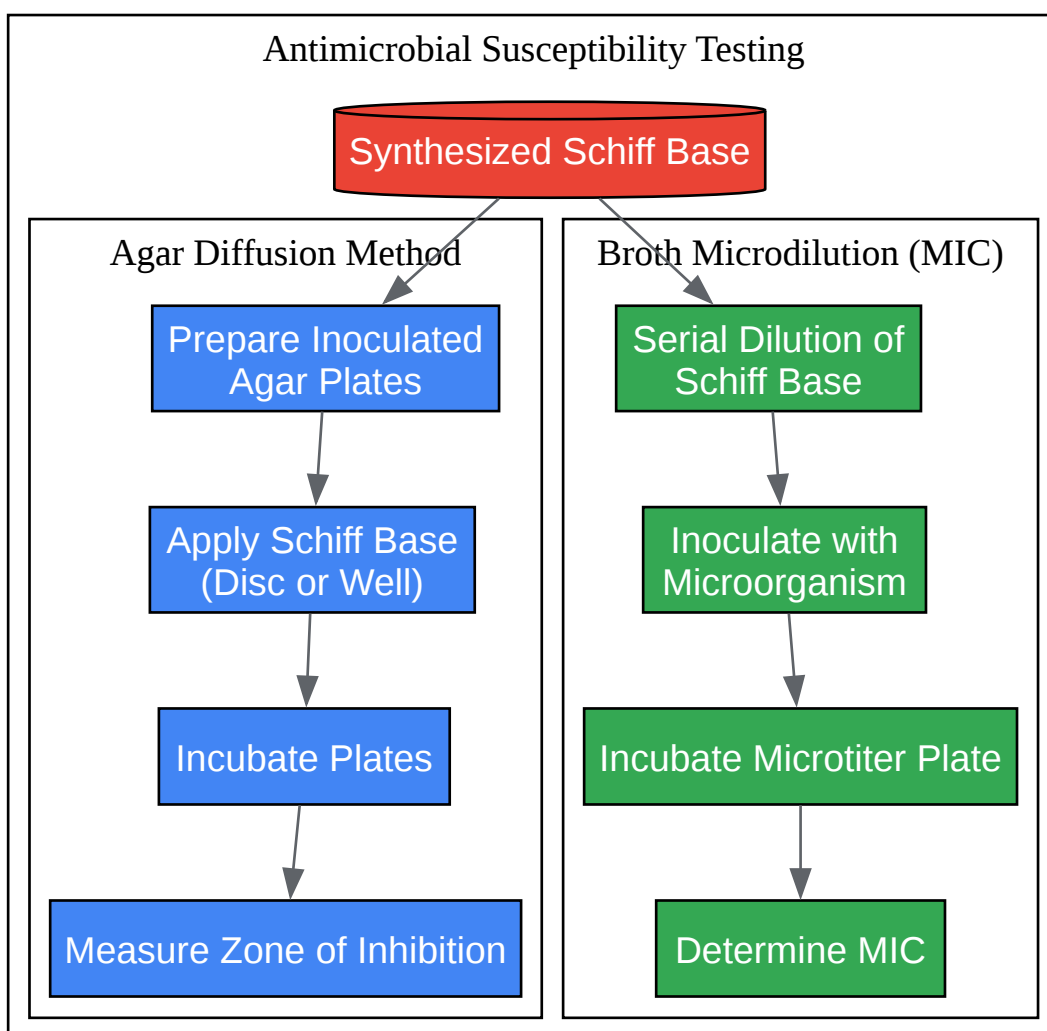 Antimicrobial Susceptibility Testing
Synthesized Schiff Base
Agar Diffusion Method
Prepare Inoculated
Agar Plates
Apply Schiff Base
(Disc or Well)
Incubate Plates
Measure Zone of Inhibition
Broth Microdilution (MIC)
Serial Dilution of
Schiff Base
Inoculate with
Microorganism
Incubate Microtiter Plate
Determine MIC